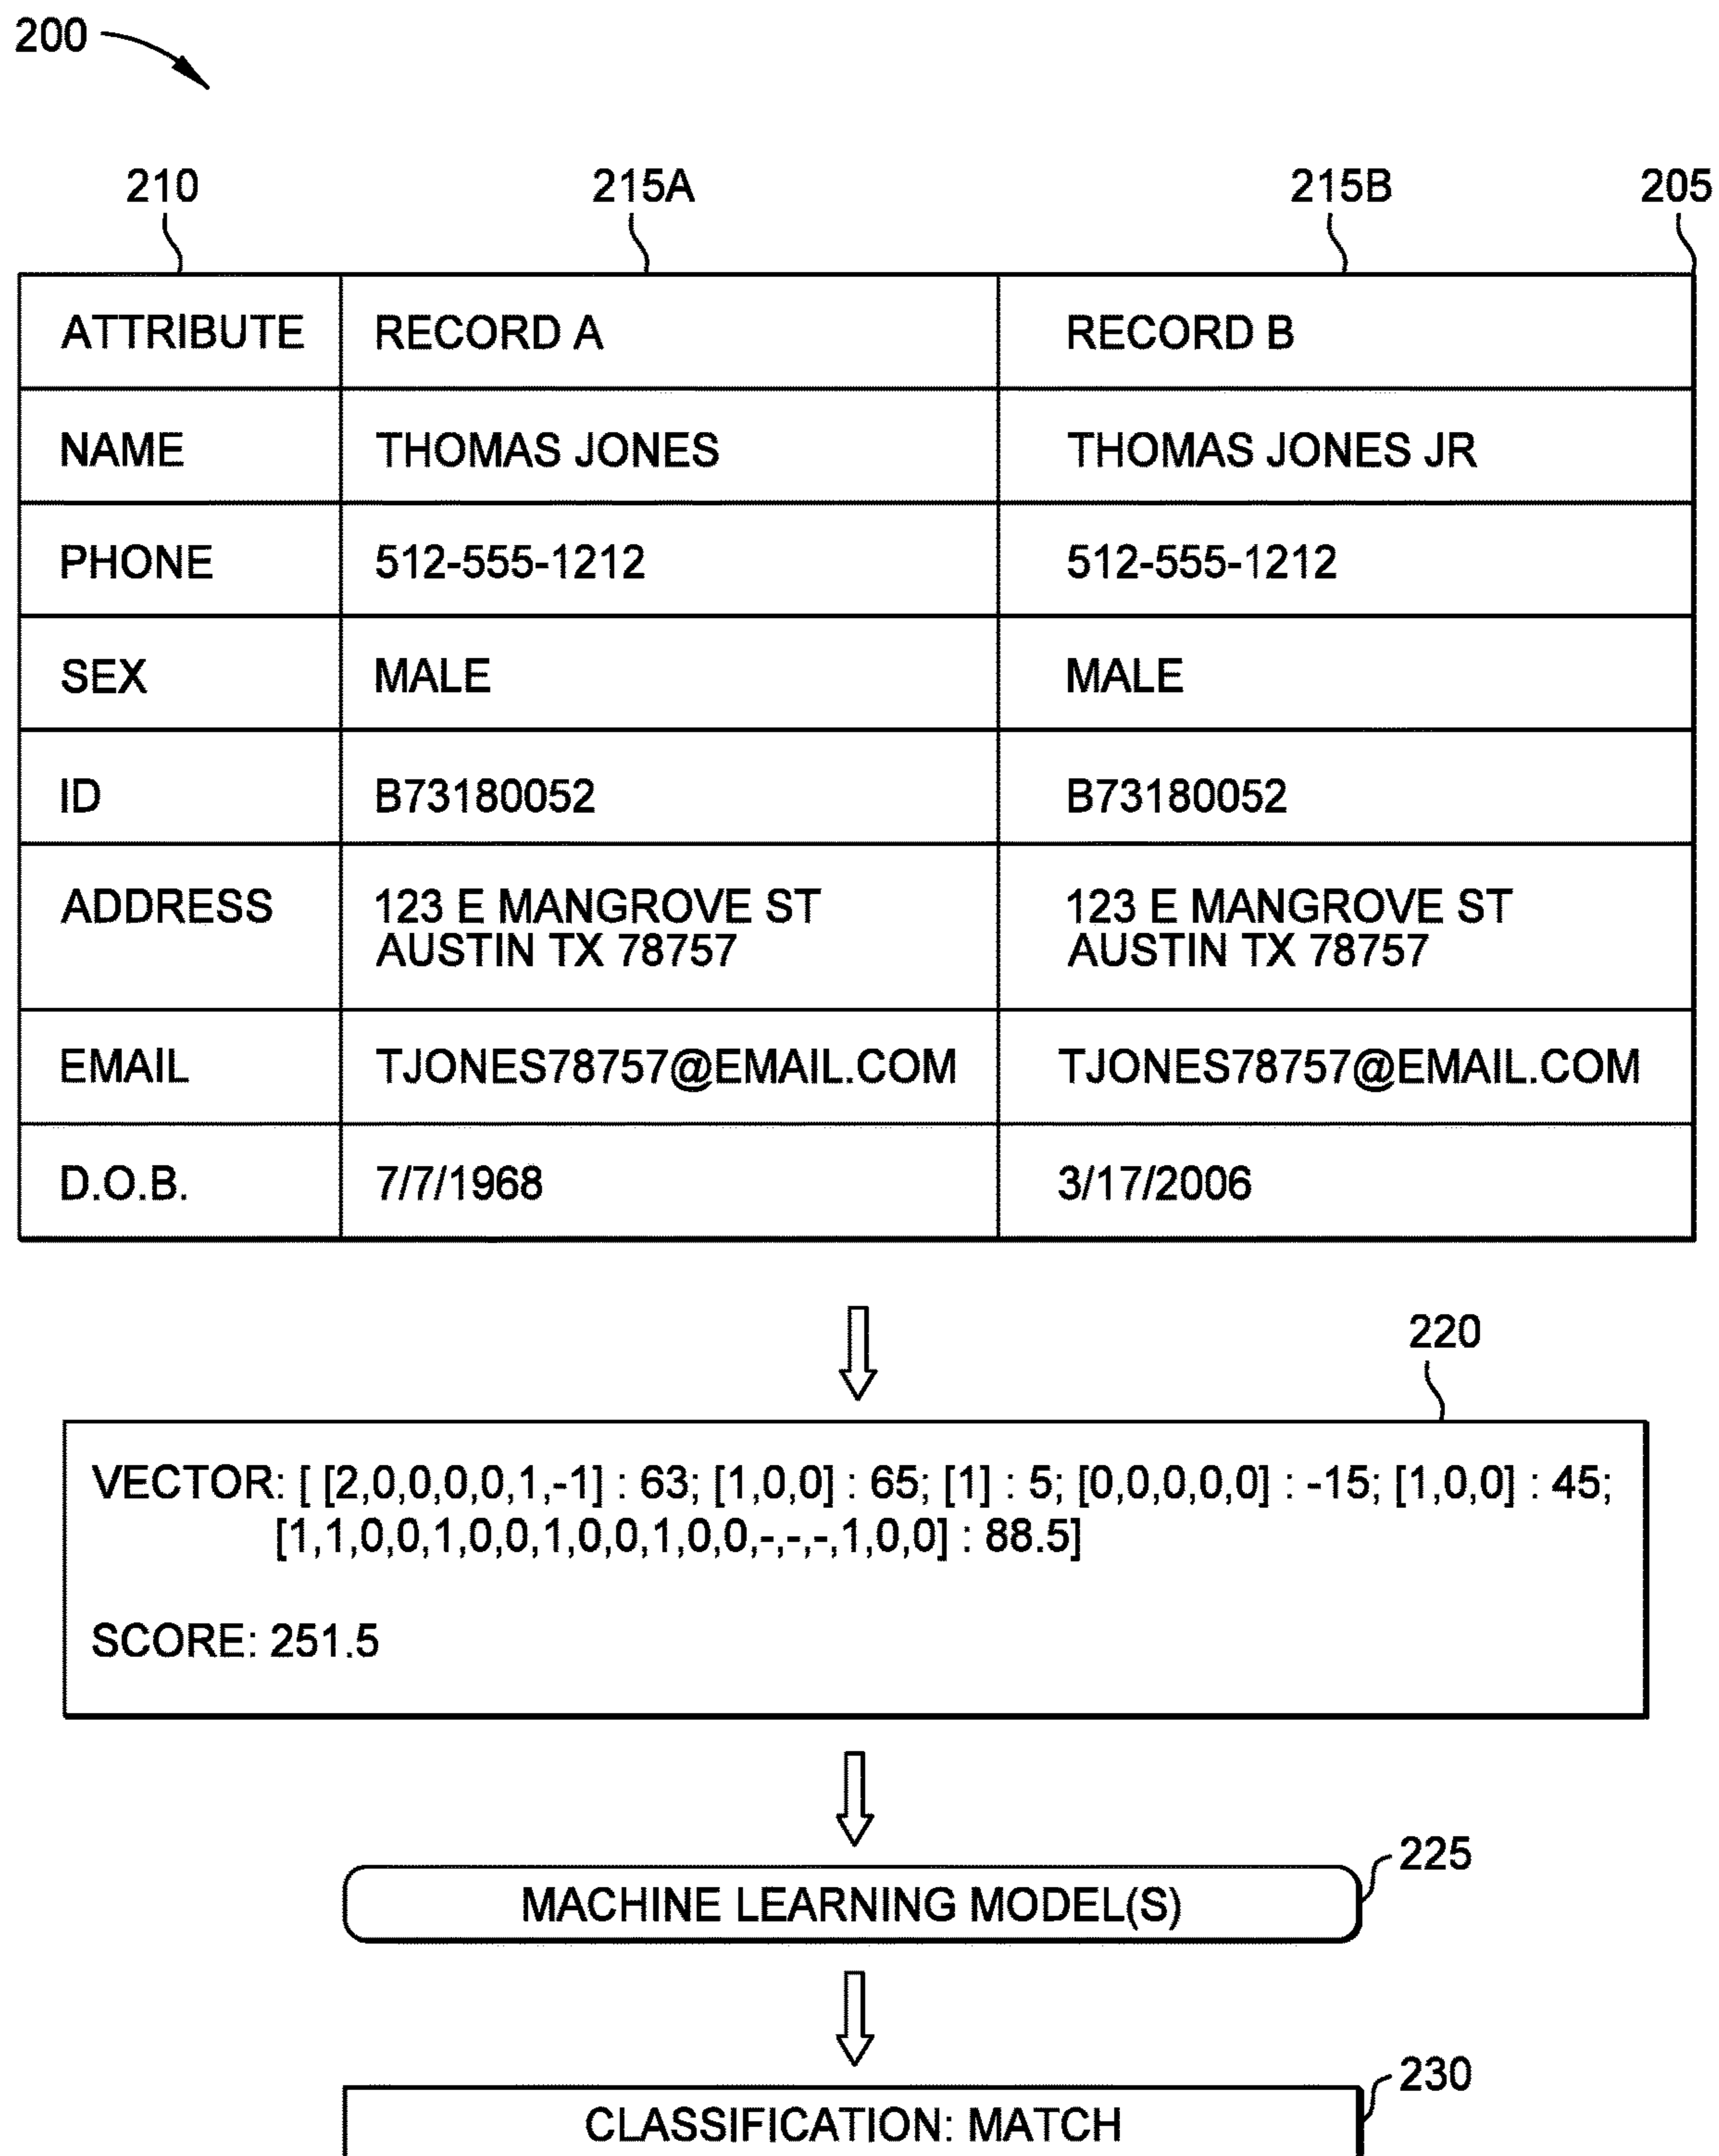 200
210 215A 215B 205
ATTRIBUTE RECORD A RECORD B
NAME THOMAS JONES THOMAS JONES JR
PHONE 512-555-1212 512-555-1212
SEX MALE MALE
ID B73180052 B73180052
ADDRESS 123 E MANGROVE ST 123 E MANGROVE ST
AUSTIN TX 78757 AUSTIN TX 78757
EMAIL TJONES78757@EMAIL.COM TJONES78757@EMAIL.COM
D.O.B. 7/7/1968 3/17/2006
220
VECTOR: [ [2,0,0,0,0,1,-1] : 63; [1,0,0] : 65; [1] : 5; [0,0,0,0,0] : -15; [1,0,0] : 45;
[1,1,0,0,1,0,0,1,0,0,1,0,0,-,-,-,1,0,0] : 88.5]
SCORE: 251.5
225
MACHINE LEARNING MODEL(S)
230
CLASSIFICATION: MATCH